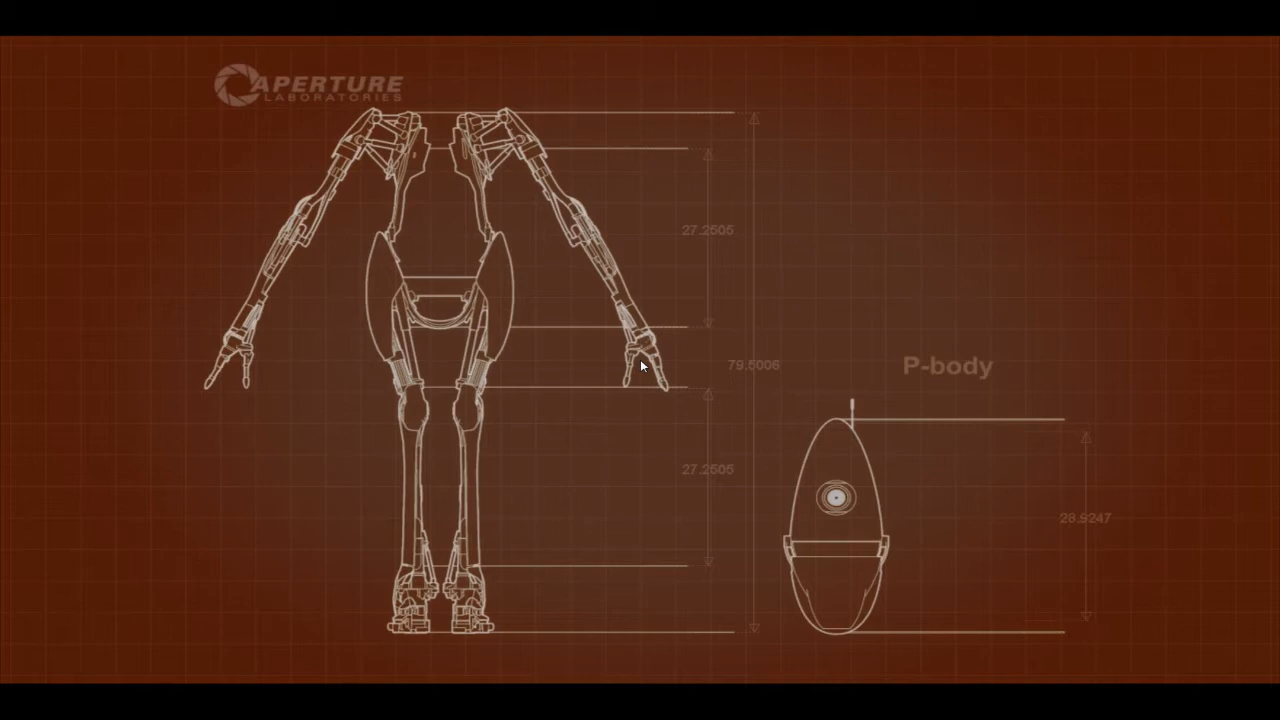 APERTURE
LABORATORIES
27.2505
79.5006
P-body
27.2505
28.9247